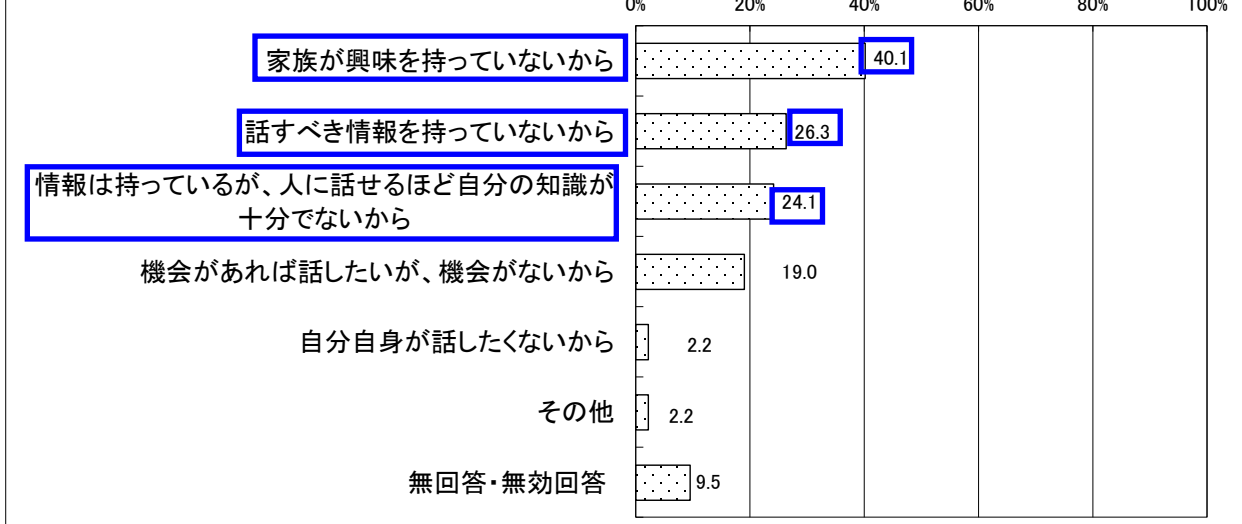 0% 20% 40% 60% 80% 100%
家族が興味を持っていないから 40.1
話すべき情報を持っていないから 26.3
情報は持っているが、人に話せるほど自分の知識が
十分でないから 24.1
機会があれば話したいが、機会がないから 19.0
自分自身が話したくないから 2.2
その他 2.2
無回答・無効回答 9.5